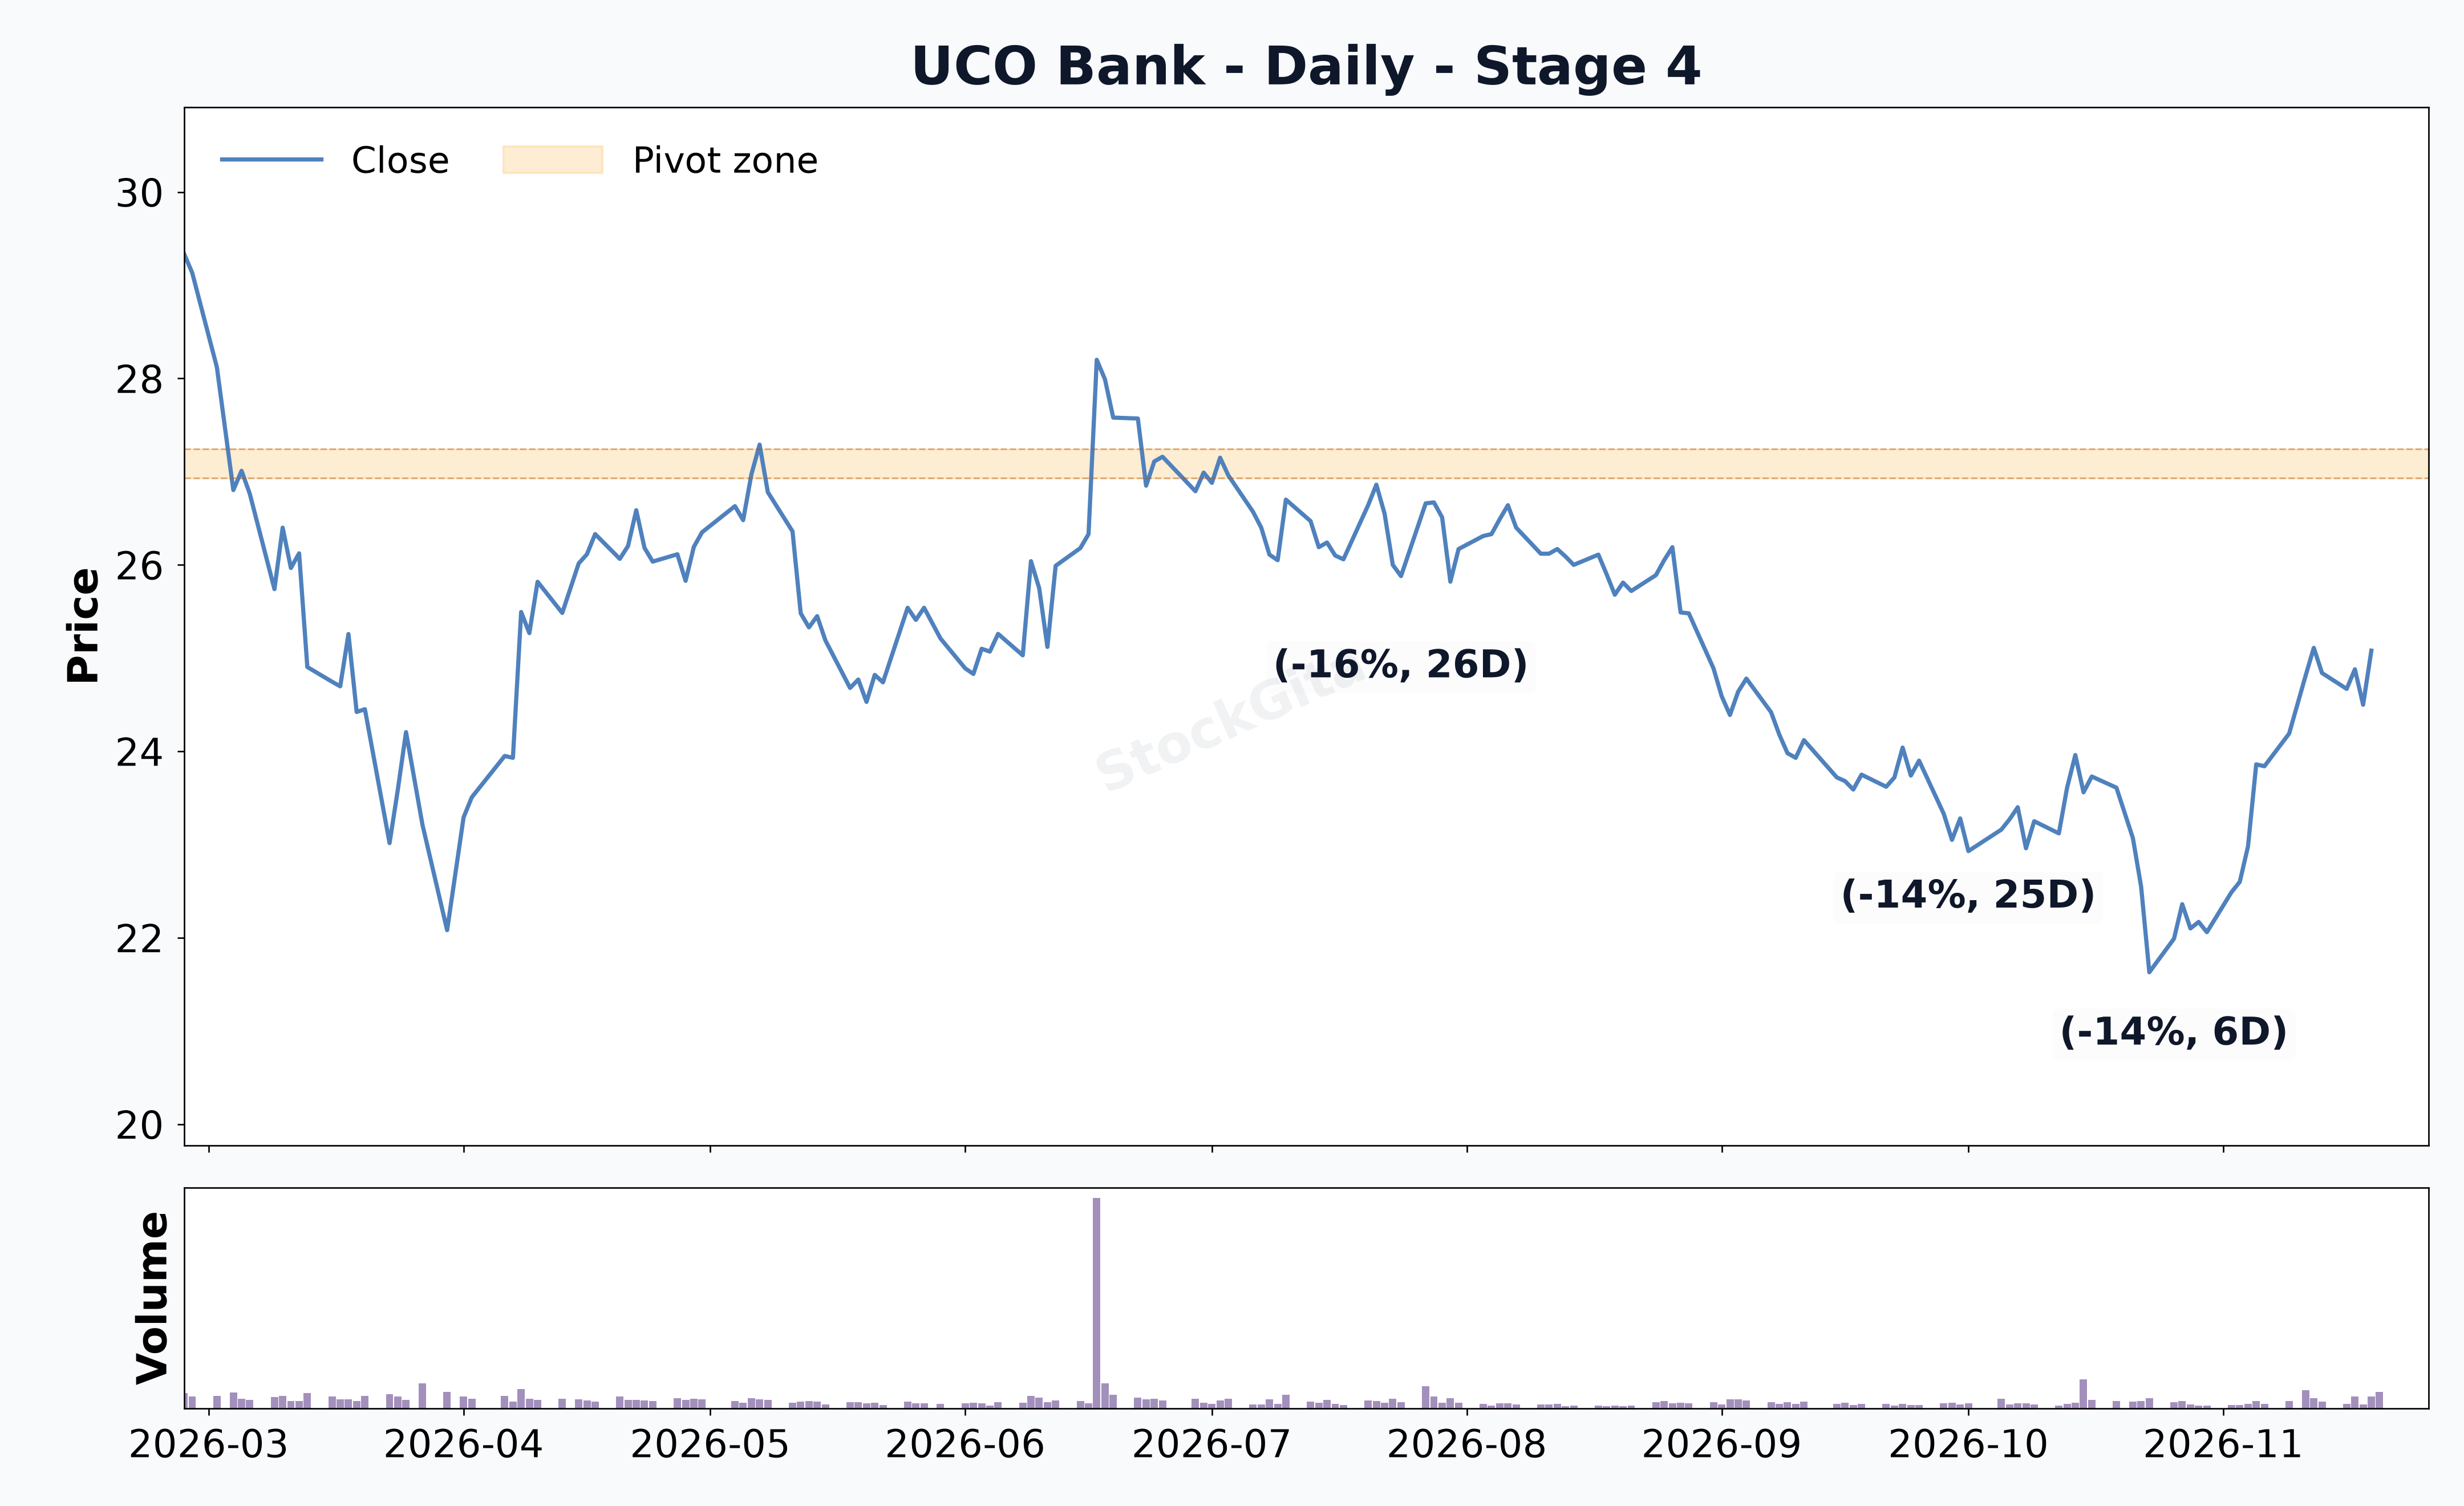 UCO Bank - Daily - Stage 4
Close
Pivot zone
30
28
26
24
22
20
Price
(-16%, 26D)
(-14%, 25D)
(-14%, 6D)
Volume
2026-03
2026-04
2026-05
2026-06
2026-07
2026-08
2026-09
2026-10
2026-11